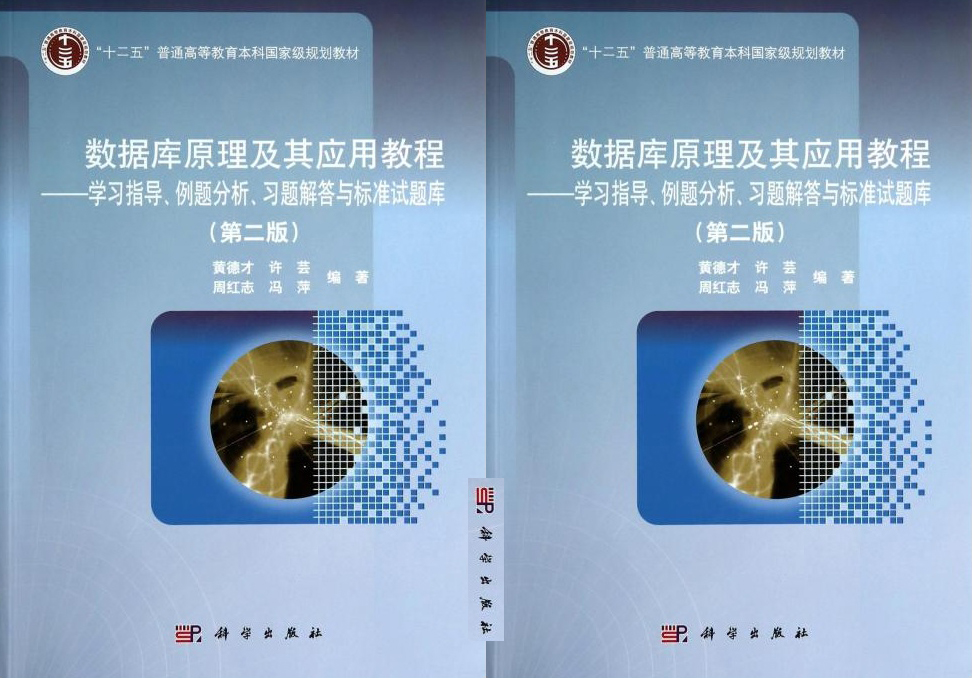 "十二五"普通高等教育本科国家级规划教材
数据库原理及其应用教程
——学习指导、例题分析、习题解答与标准试题库
(第二版)
黄德才 许芸
周红志 冯萍
编著
科学出版社
科学出版社
"十二五"普通高等教育本科国家级规划教材
数据库原理及其应用教程
——学习指导、例题分析、习题解答与标准试题库
(第二版)
黄德才 许芸
周红志 冯萍
编著
科学出版社